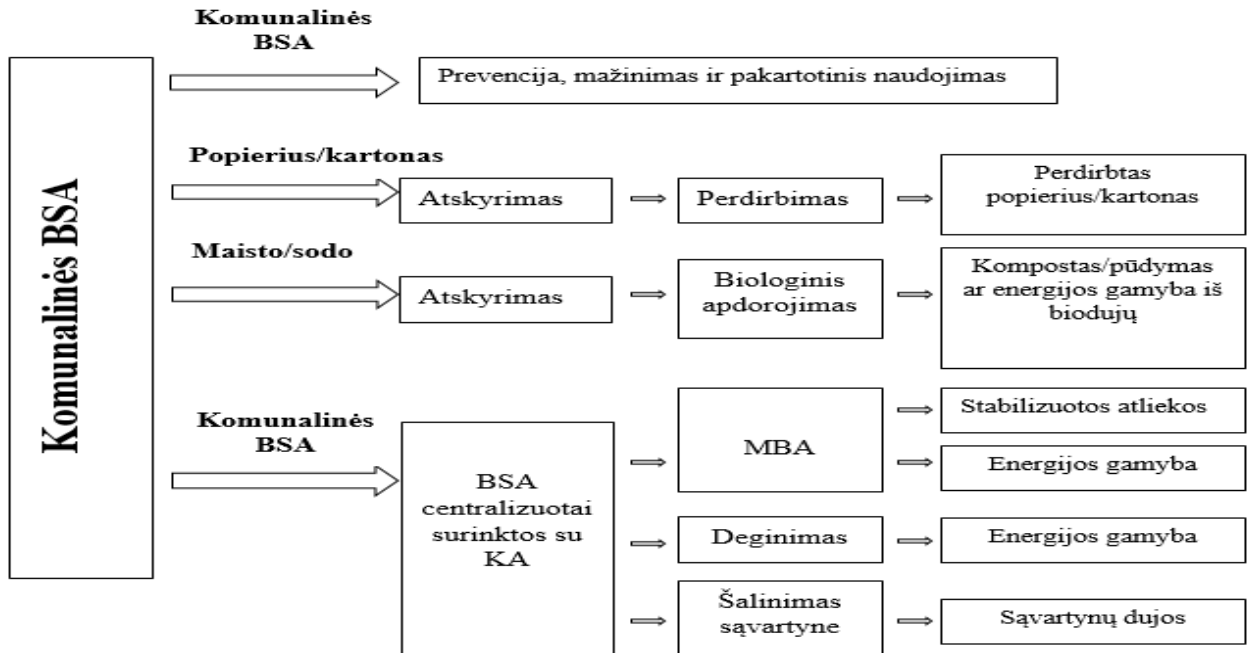 Komunalinės BSA
Komunalinės
BSA
Prevencija, mažinimas ir pakartotinis naudojimas
Popierius/kartonas
Atskyrimas
Perdirbimas
Perdirbtas
popierius/kartonas
Maisto/sodo
Atskyrimas
Biologinis
apdorojimas
Kompostas/pūdymas
ar energijos gamyba iš
biodujų
Komunalinės
BSA
BSA
centralizuotai
surinktos su
KA
MBA
Stabilizuotos atliekos
Energijos gamyba
Deginimas
Energijos gamyba
Šalinimas
sąvartyne
Sąvartynų dujos